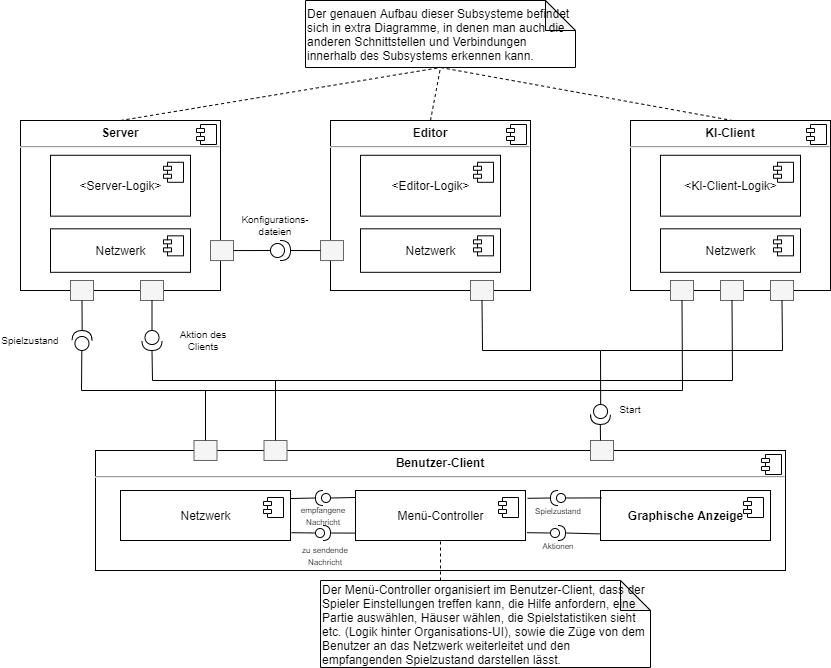 Der genauen Aufbau dieser Subsysteme befindet
sich in extra Diagramme, in denen man auch die
anderen Schnittstellen und Verbindungen
innerhalb des Subsystems erkennen kann.
Server
Editor
KI-Client
<Server-Logik>
<Editor-Logik>
<KI-Client-Logik>
Konfigurations-
dateien
Netzwerk
Netzwerk
Netzwerk
Spielzustand
Aktion des
Clients
Start
Benutzer-Client
Netzwerk
empfangene
Nachricht
zu sendende
Nachricht
Menü-Controller
Spielzustand
Aktionen
Graphische Anzeige
Der Menü-Controller organisiert im Benutzer-Client, dass der
Spieler Einstellungen treffen kann, die Hilfe anfordern, eine
Partie auswählen, Häuser wählen, die Spielstatistiken sieht
etc. (Logik hinter Organisations-UI), sowie die Züge von dem
Benutzer an das Netzwerk weiterleitet und den
empfangenden Spielzustand darstellen lässt.